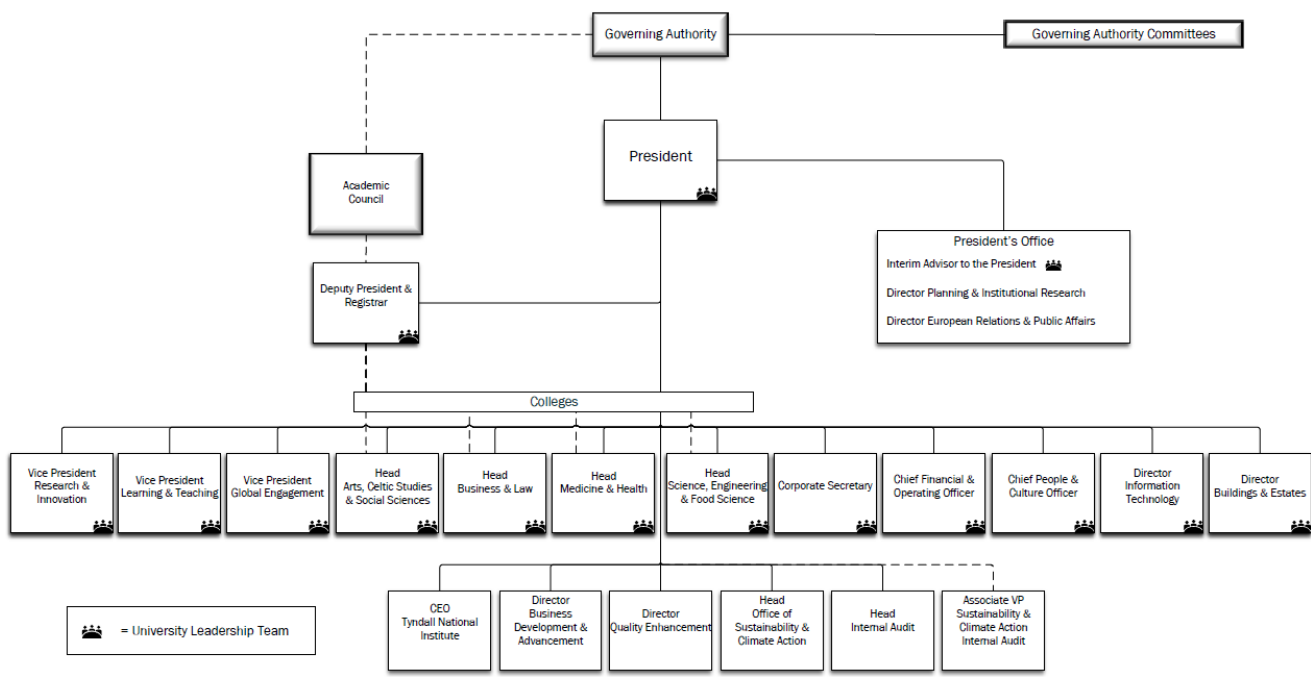 Governing Authority
Governing Authority Committees
President
Academic
Council
President's Office
Interim Advisor to the President
Director Planning & Institutional Research
Director European Relations & Public Affairs
Deputy President &
Registrar
Colleges
Vice President
Research &
Innovation
Vice President
Learning & Teaching
Vice President
Global Engagement
Head
Arts, Celtic Studies
& Social Sciences
Head
Business & Law
Head
Medicine & Health
Head
Science, Engineering
& Food Science
Corporate Secretary
Chief Financial &
Operating Officer
Chief People &
Culture Officer
Director
Information
Technology
Director
Buildings & Estates
CEO
Tyndall National
Institute
Director
Business
Development &
Advancement
Director
Quality Enhancement
Head
Office of
Sustainability &
Climate Action
Head
Internal Audit
Associate VP
Sustainability &
Climate Action
Internal Audit
= University Leadership Team